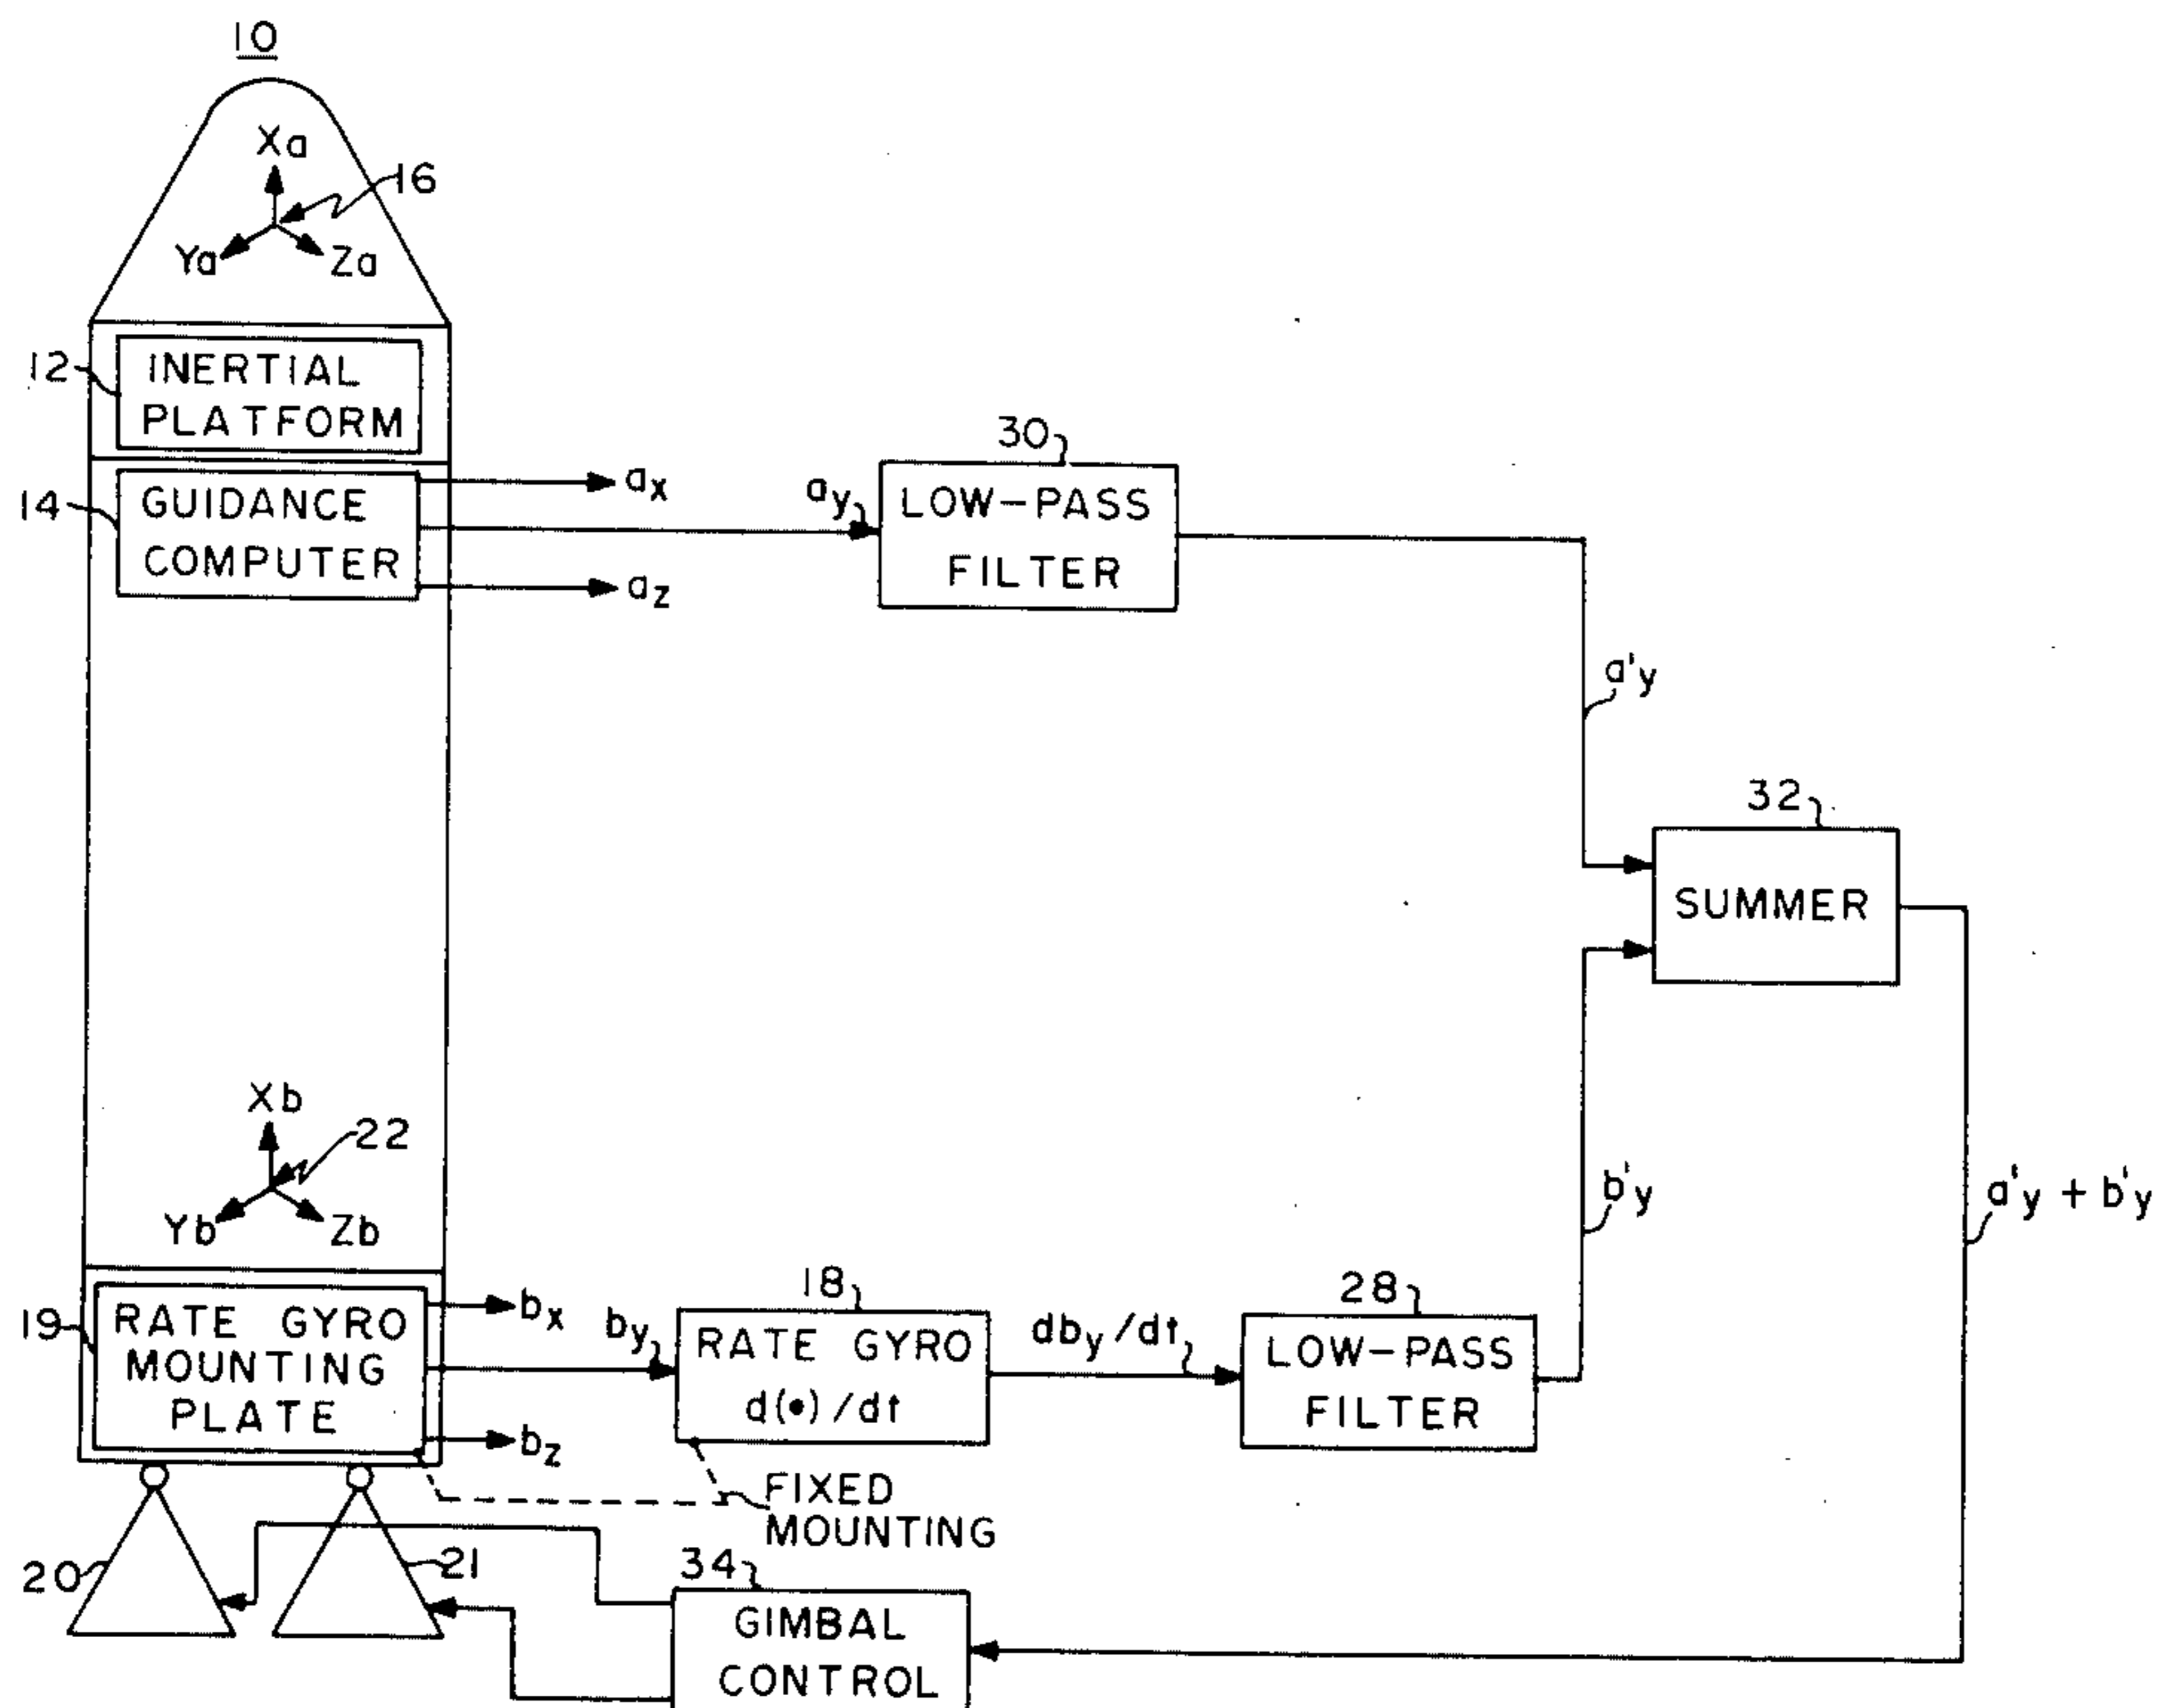 10
Xa
16
Ya
Za
12
INERTIAL
PLATFORM
14
GUIDANCE
COMPUTER
ax
ay
az
30
LOW-PASS
FILTER
a'y
32
SUMMER
Xb
22
Yb
Zb
b'y
a'y + b'y
19
RATE GYRO
MOUNTING
PLATE
bx
by
bz
18
RATE GYRO
d(•)/dt
dby/dt
28
LOW-PASS
FILTER
FIXED
MOUNTING
20
21
34
GIMBAL
CONTROL